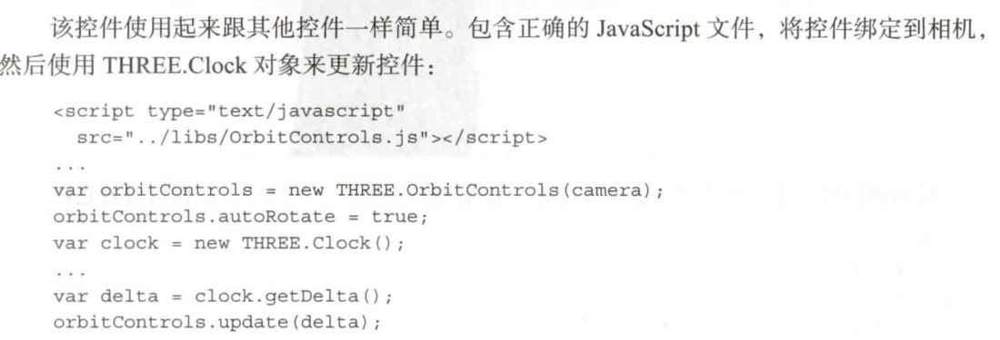 该控件使用起来跟其他控件一样简单。包含正确的 JavaScript 文件，将控件绑定到相机，
然后使用 THREE.Clock 对象来更新控件：
<script type="text/javascript"
src="../libs/OrbitControls.js"></script>
...
var orbitControls = new THREE.OrbitControls(camera);
orbitControls.autoRotate = true;
var clock = new THREE.Clock();
...
var delta = clock.getDelta();
orbitControls.update(delta);